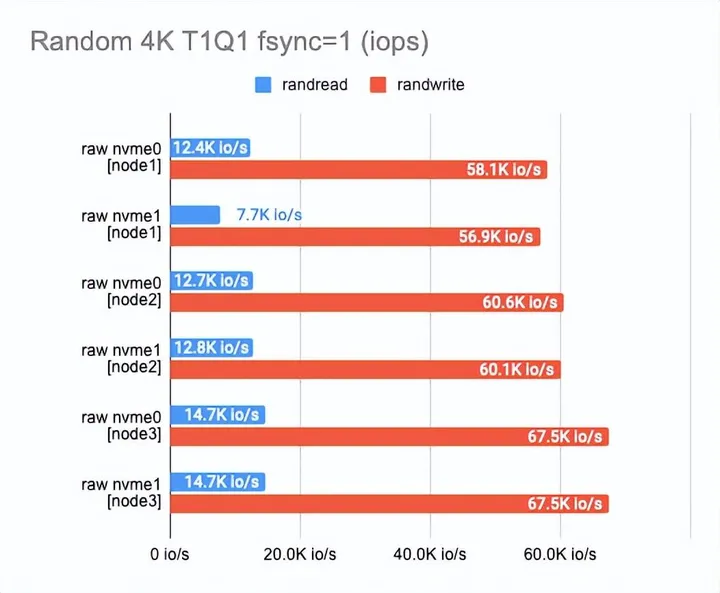 Random 4K T1Q1 fsync=1 (iops)
randread randwrite
raw nvme0
[node1]
12.4K io/s
58.1K io/s
raw nvme1
[node1]
7.7K io/s
56.9K io/s
raw nvme0
[node2]
12.7K io/s
60.6K io/s
raw nvme1
[node2]
12.8K io/s
60.1K io/s
raw nvme0
[node3]
14.7K io/s
67.5K io/s
raw nvme1
[node3]
14.7K io/s
67.5K io/s
0 io/s 20.0K io/s 40.0K io/s 60.0K io/s